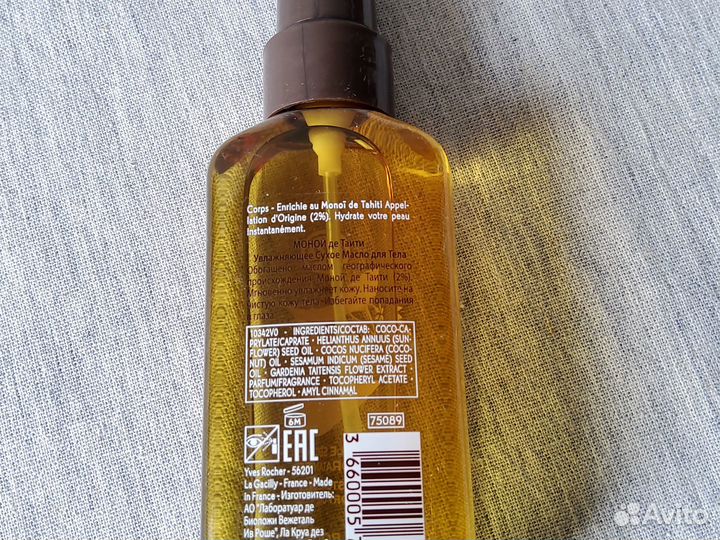 Corps - Enrichie au Monoï de Tahiti Appel-
lation d'Origine (2%). Hydrate votre peau
instantanément.
МОНОИ де ТаиТи
Увлажняющее Сухое Масло для Тела
Обогащено маслом географического
происхождения Монои де Таити (2%).
Мгновенно увлажняет кожу. Наносите на
чистую кожу тела. Избегайте попадания
в глаза.
10342V0 - INGREDIENTS/СОСТАВ: COCO-CA-
PRYLATE/CAPRATE • HELIANTHUS ANNUUS (SUN-
FLOWER) SEED OIL • COCOS NUCIFERA (COCO-
NUT) OIL • SESAMUM INDICUM (SESAME) SEED
OIL • GARDENIA TAITENSIS FLOWER EXTRACT •
PARFUM/FRAGRANCE • TOCOPHERYL ACETATE •
TOCOPHEROL • AMYL CINNAMAL
6M
EAC
75089
Yves Rocher - 56201
La Gacilly - France - Made
in France - Изготовитель:
АО "Лаборатуар де
Биоложи Вежеталь
Ив Роше", Ла Круа дез
3 660005
Avito